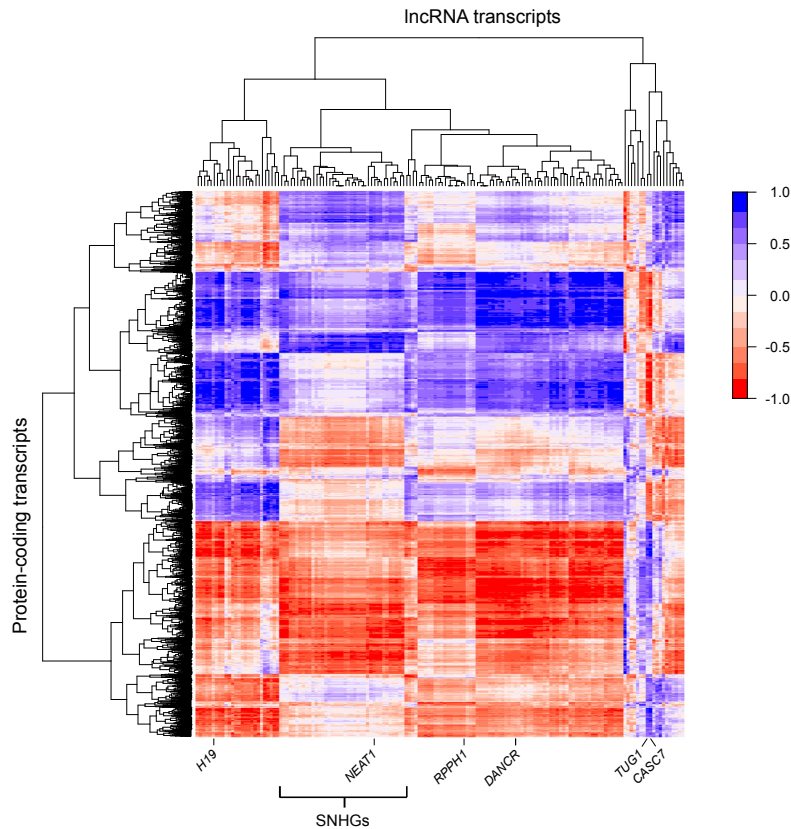 lncRNA transcripts
Protein-coding transcripts
1.0
0.5
0.0
-0.5
-1.0
H19
NEAT1
RPPH1
DANCR
TUG1
CASC7
SNHGs